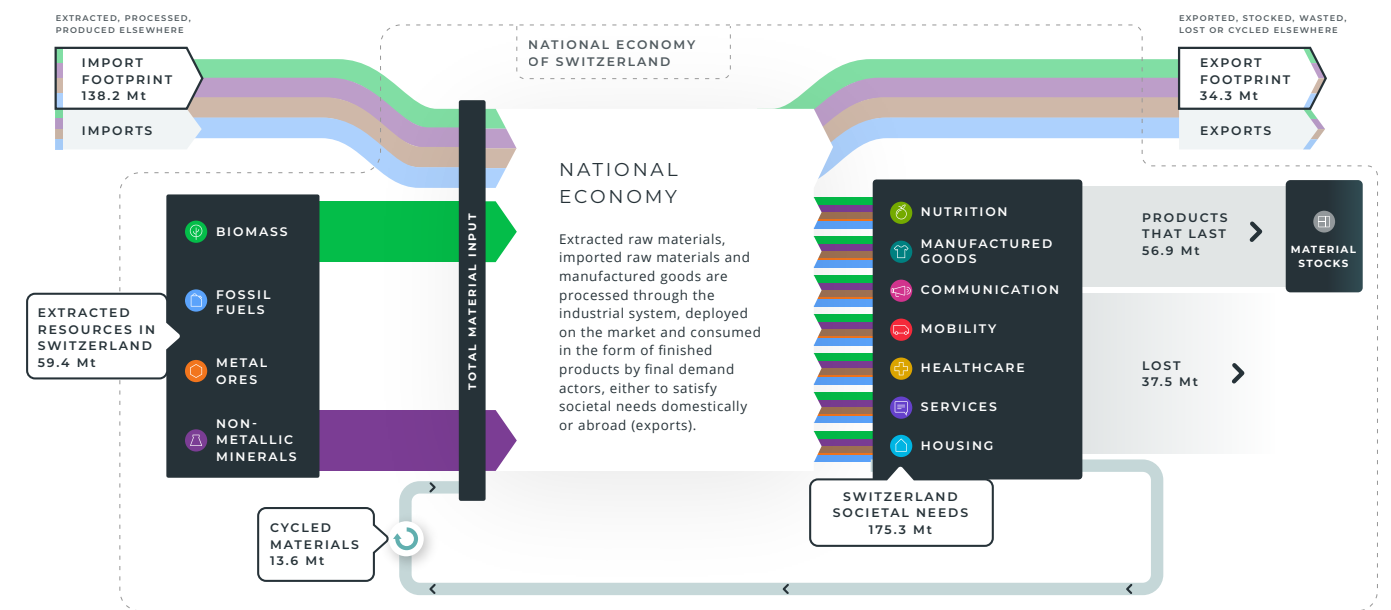 EXTRACTED, PROCESSED,
PRODUCED ELSEWHERE
IMPORT
FOOTPRINT
138.2 Mt
IMPORTS
NATIONAL ECONOMY
OF SWITZERLAND
EXPORTED, STOCKED, WASTED,
LOST OR CYCLED ELSEWHERE
EXPORT
FOOTPRINT
34.3 Mt
EXPORTS
EXTRACTED
RESOURCES IN
SWITZERLAND
59.4 Mt
BIOMASS
FOSSIL
FUELS
METAL
ORES
NON-
METALLIC
MINERALS
TOTAL MATERIAL INPUT
NATIONAL
ECONOMY
Extracted raw materials,
imported raw materials and
manufactured goods are
processed through the
industrial system, deployed
on the market and consumed
in the form of finished
products by final demand
actors, either to satisfy
societal needs domestically
or abroad (exports).
NUTRITION
MANUFACTURED
GOODS
COMMUNICATION
MOBILITY
HEALTHCARE
SERVICES
HOUSING
SWITZERLAND
SOCIETAL NEEDS
175.3 Mt
PRODUCTS
THAT LAST
56.9 Mt
MATERIAL
STOCKS
LOST
37.5 Mt
CYCLED
MATERIALS
13.6 Mt